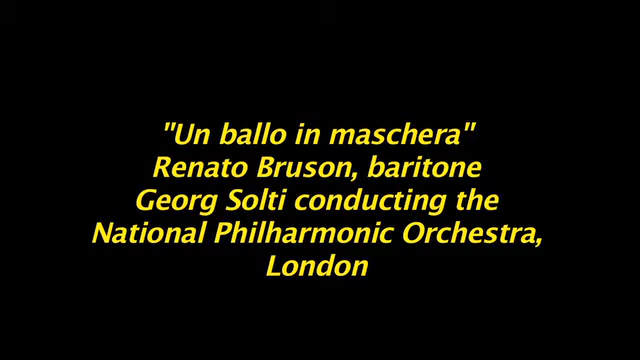 "Un ballo in maschera"
Renato Bruson, baritone
Georg Solti conducting the
National Philharmonic Orchestra,
London